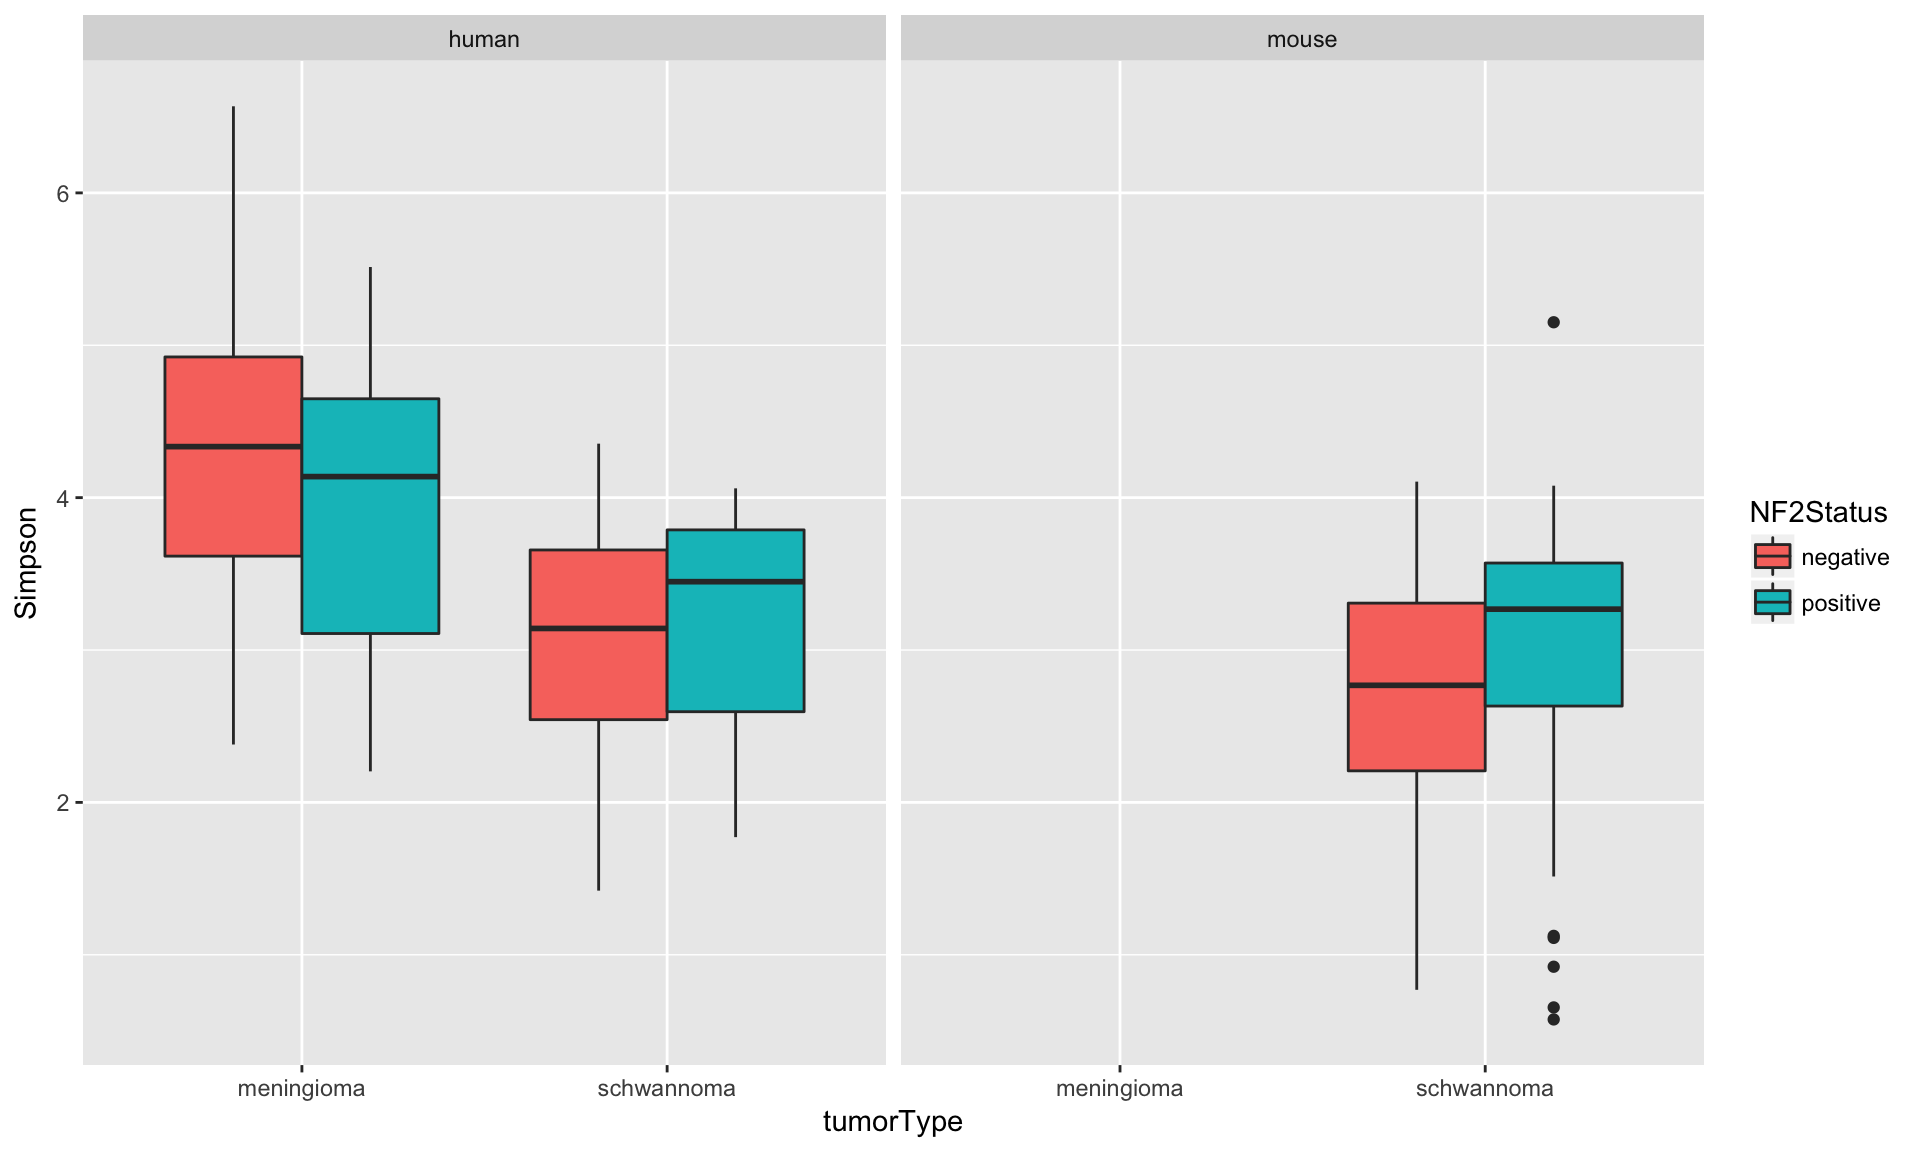 human
mouse
6
4
2
Simpson
meningioma
schwannoma
meningioma
schwannoma
tumorType
NF2Status
negative
positive